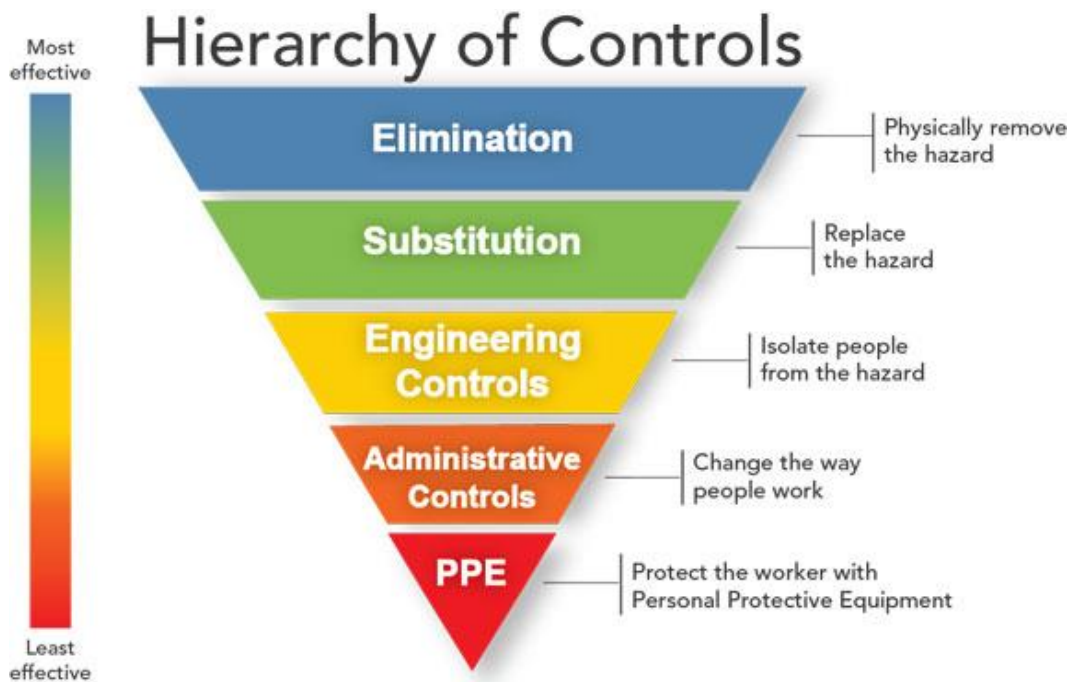 Hierarchy of Controls
Most
effective
Elimination
Physically remove
the hazard
Substitution
Replace
the hazard
Engineering
Controls
Isolate people
from the hazard
Administrative
Controls
Change the way
people work
PPE
Protect the worker with
Personal Protective Equipment
Least
effective